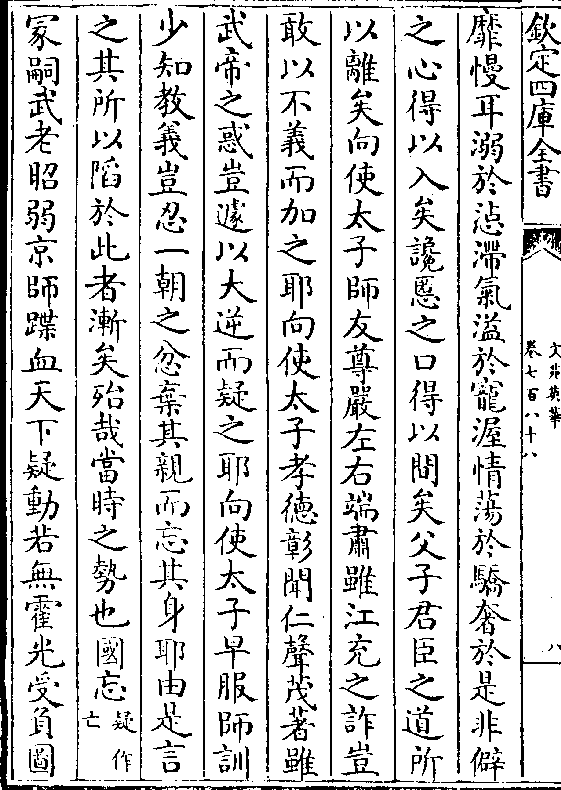 欽定四庫全書
文苑英華
卷七百八十八
八
靡慢耳溺於惉滯氣溢於寵渥情蕩於驕奢於是非僻
之心得以入矣讒慝之口得以間矣父子君臣之道所
以離矣向使太子師友尊嚴左右端肅雖江充之詐豈
敢以不義而加之耶向使太子孝德彰聞仁聲茂著雖
武帝之惑豈遽以大逆而疑之耶向使太子早服師訓
少知教義豈忍一朝之忿棄其親而忘其身耶由是言
之其所以陷於此者漸矣殆哉當時之勢也國忘疑作亡
冢嗣武老昭弱京師蹀血天下疑動若無霍光受負圖